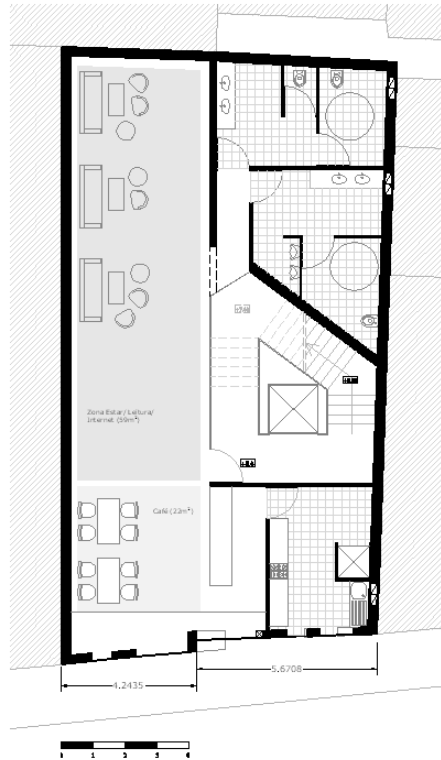 Zona Estar/ Leitura/
Internet (59m²)
Café (22m²)
4.2435
5.6708
1 2 3 4